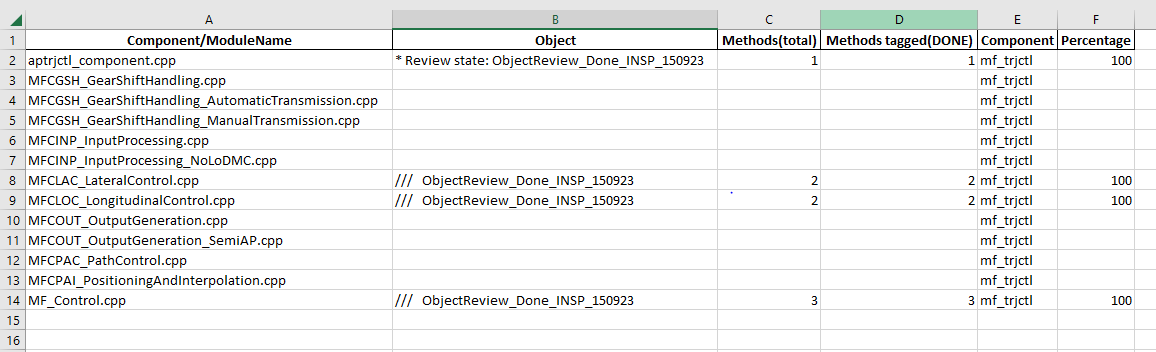 A B C D E F
1 Component/ModuleName Object Methods(total) Methods tagged(DONE) Component Percentage
2 aptrjctl_component.cpp * Review state: ObjectReview_Done_INSP_150923 1 1 mf_trjctl 100
3 MFCGSH_GearShiftHandling.cpp mf_trjctl
4 MFCGSH_GearShiftHandling_AutomaticTransmission.cpp mf_trjctl
5 MFCGSH_GearShiftHandling_ManualTransmission.cpp mf_trjctl
6 MFCINP_InputProcessing.cpp mf_trjctl
7 MFCINP_InputProcessing_NoLoDMC.cpp mf_trjctl
8 MFCLAC_LateralControl.cpp /// ObjectReview_Done_INSP_150923 2 2 mf_trjctl 100
9 MFCLOC_LongitudinalControl.cpp /// ObjectReview_Done_INSP_150923 2 2 mf_trjctl 100
10 MFCOUT_OutputGeneration.cpp mf_trjctl
11 MFCOUT_OutputGeneration_SemiAP.cpp mf_trjctl
12 MFCPAC_PathControl.cpp mf_trjctl
13 MFCPAI_PositioningAndInterpolation.cpp mf_trjctl
14 MF_Control.cpp /// ObjectReview_Done_INSP_150923 3 3 mf_trjctl 100
15
16